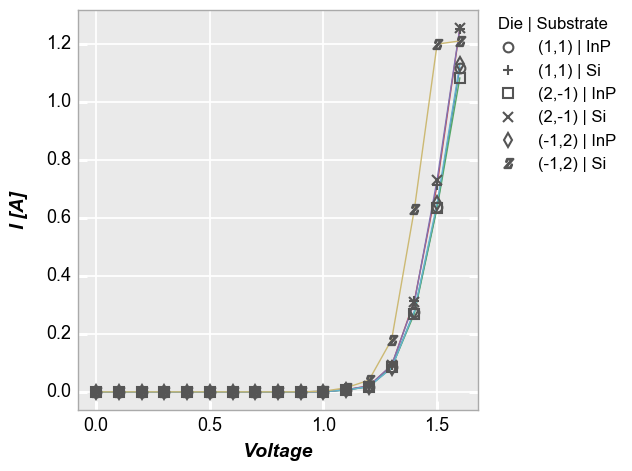 Die | Substrate
(1,1) | InP
(1,1) | Si
(2,-1) | InP
(2,-1) | Si
(-1,2) | InP
(-1,2) | Si
I [A]
1.2
1.0
0.8
0.6
0.4
0.2
0.0
0.0 0.5 1.0 1.5
Voltage